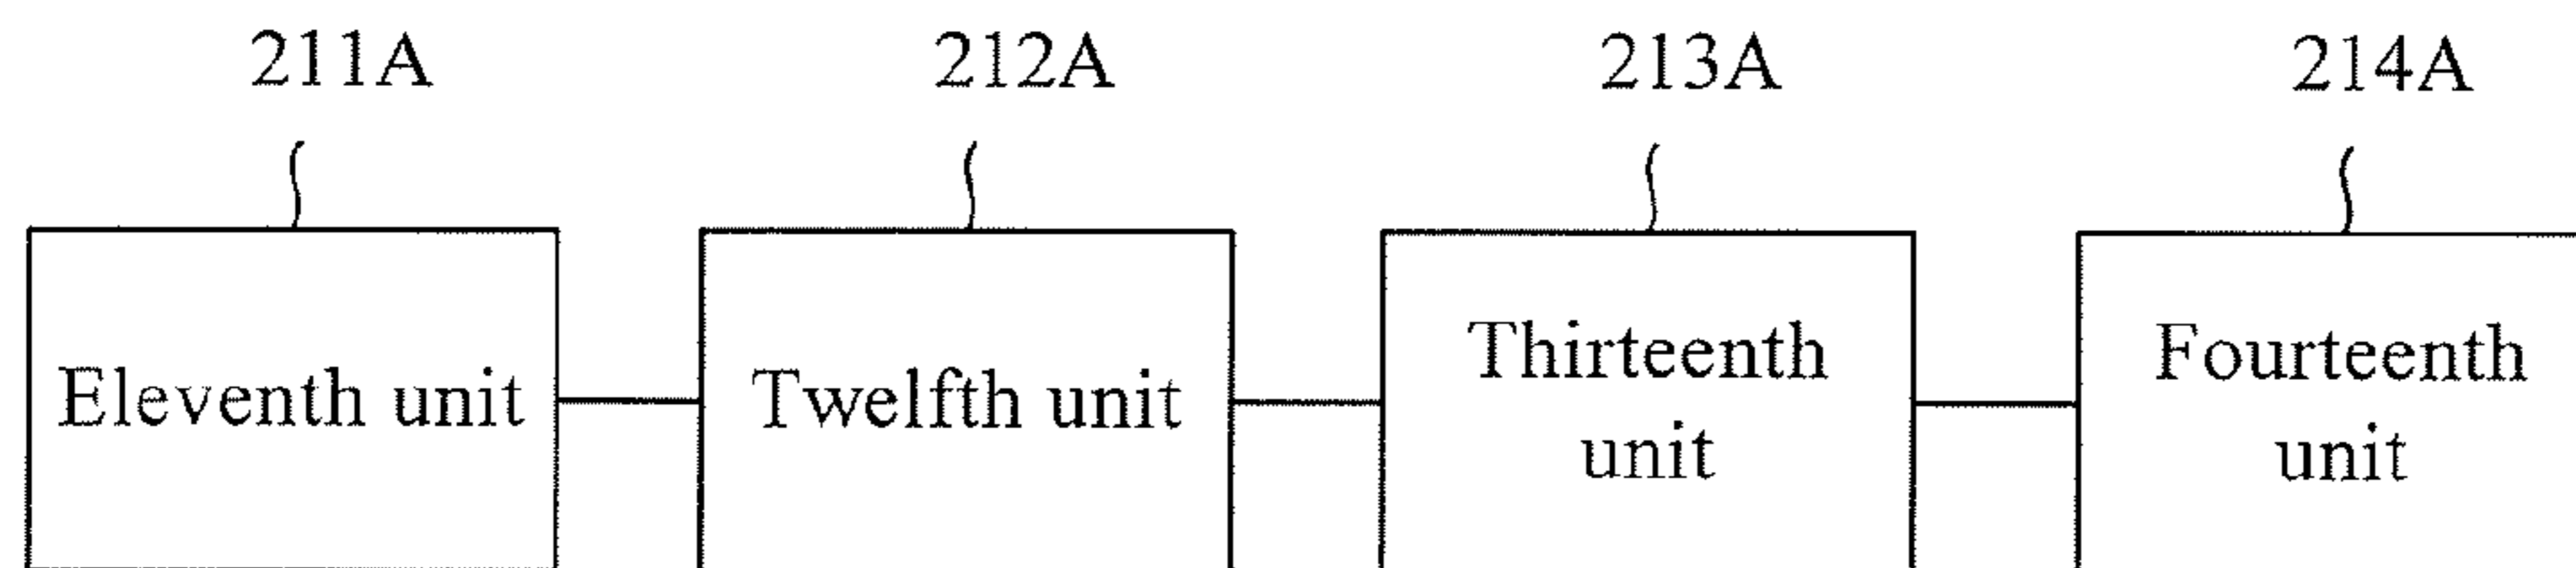 211A 212A 213A 214A
Eleventh unit
Twelfth unit
Thirteenth
unit
Fourteenth
unit